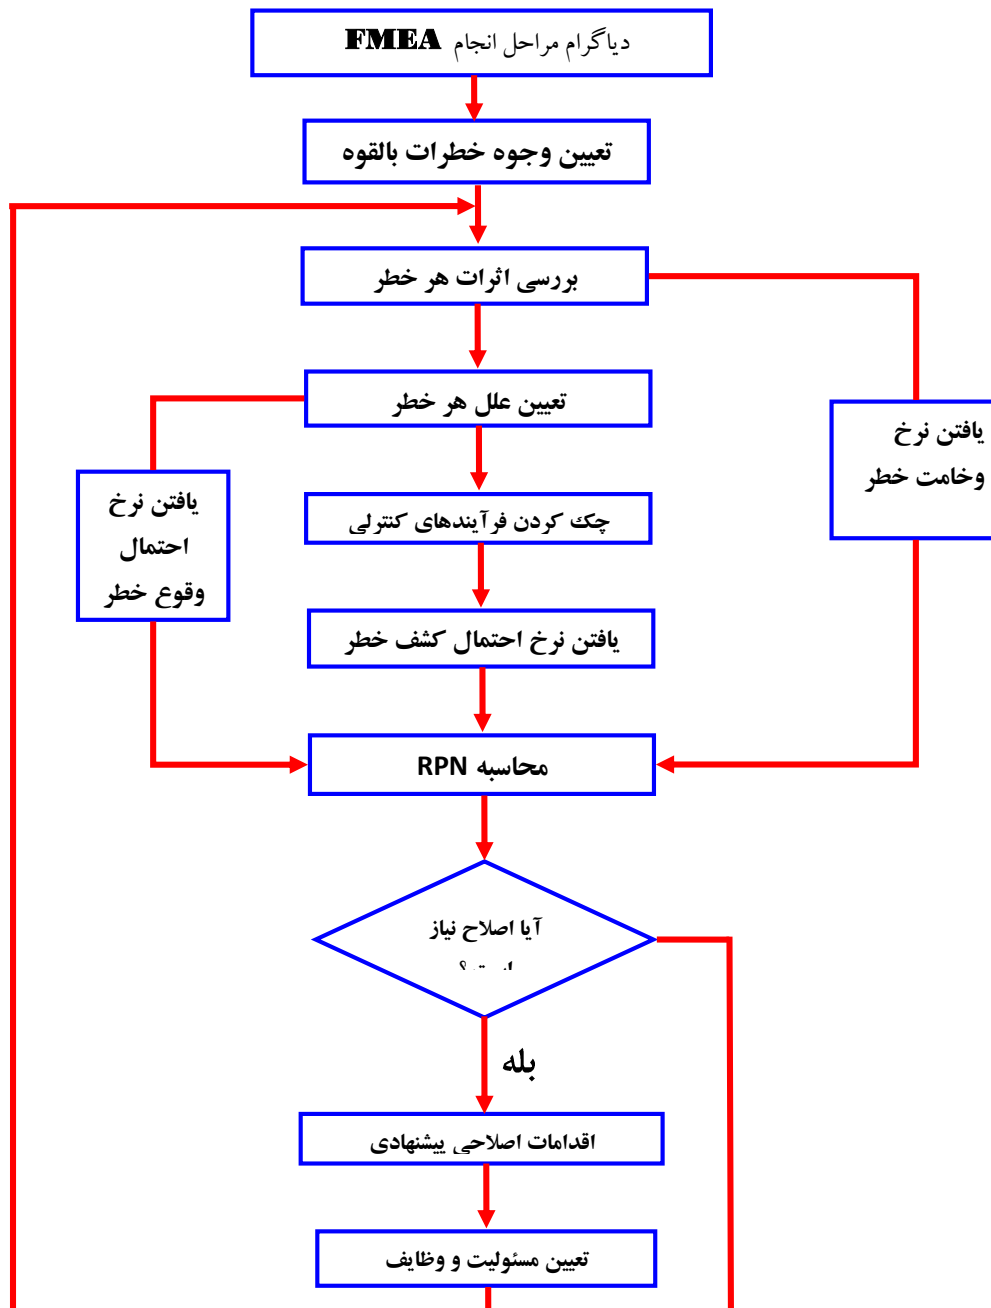 دیاگرام مراحل انجام FMEA
تعیین وجوه خطرات بالقوه
بررسی اثرات هر خطر
تعیین علل هر خطر
یافتن نرخ
وخامت خطر
یافتن نرخ
احتمال
وقوع خطر
چک کردن فرآیندهای کنترلی
یافتن نرخ احتمال کشف خطر
محاسبه RPN
آیا اصلاح نیاز
بله
اقدامات اصلاحی پیشنهادی
تعیین مسئولیت و وظایف